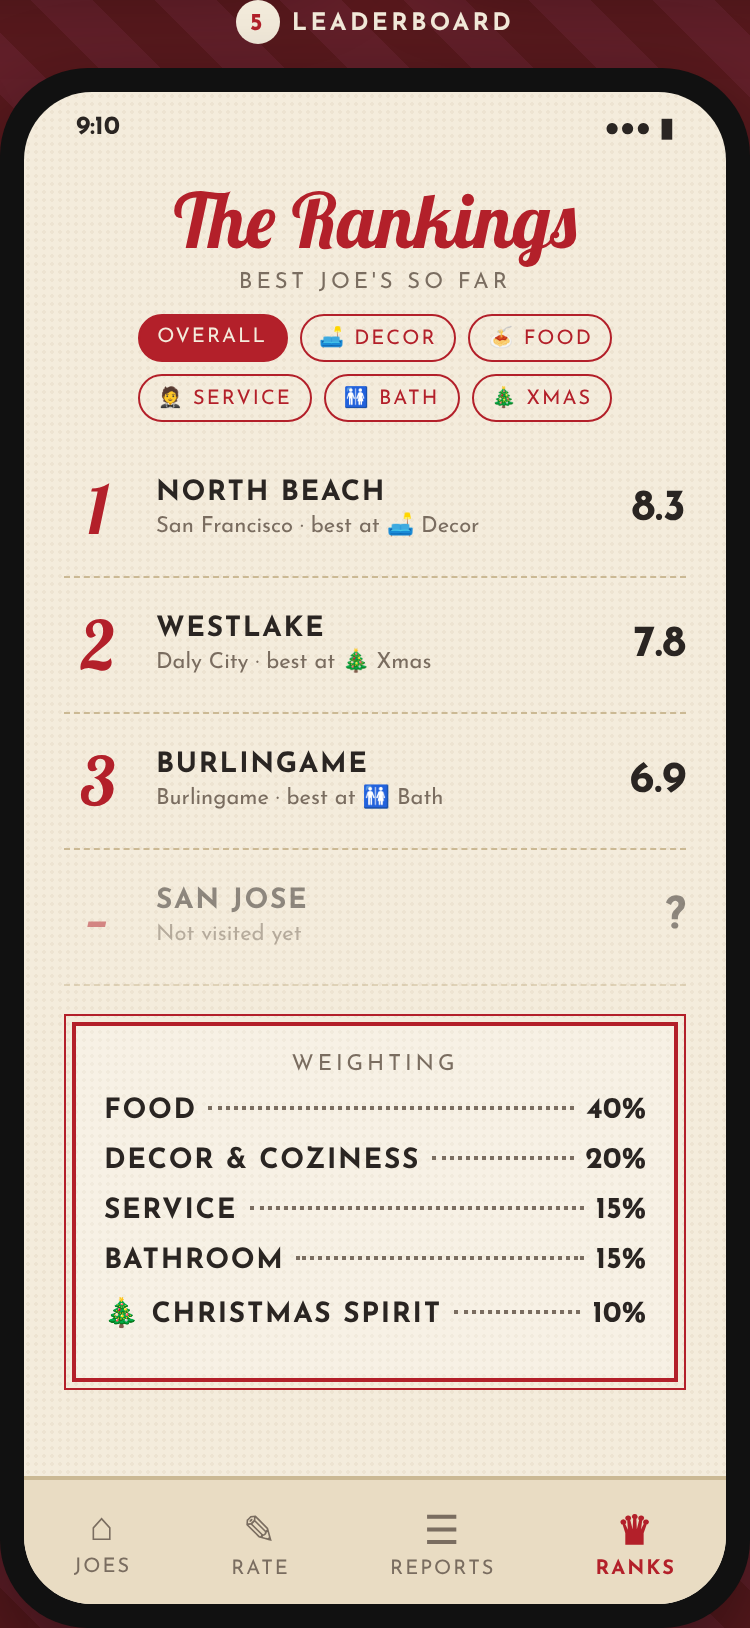 5 LEADERBOARD
9:10
The Rankings
BEST JOE'S SO FAR
OVERALL 🛋️ DECOR 🍝 FOOD
🤵 SERVICE 🚻 BATH 🎄 XMAS
1 NORTH BEACH 8.3
San Francisco · best at 🛋️ Decor
2 WESTLAKE 7.8
Daly City · best at 🎄 Xmas
3 BURLINGAME 6.9
Burlingame · best at 🚻 Bath
– SAN JOSE ?
Not visited yet
WEIGHTING
FOOD 40%
DECOR & COZINESS 20%
SERVICE 15%
BATHROOM 15%
🎄 CHRISTMAS SPIRIT 10%
JOES RATE REPORTS RANKS